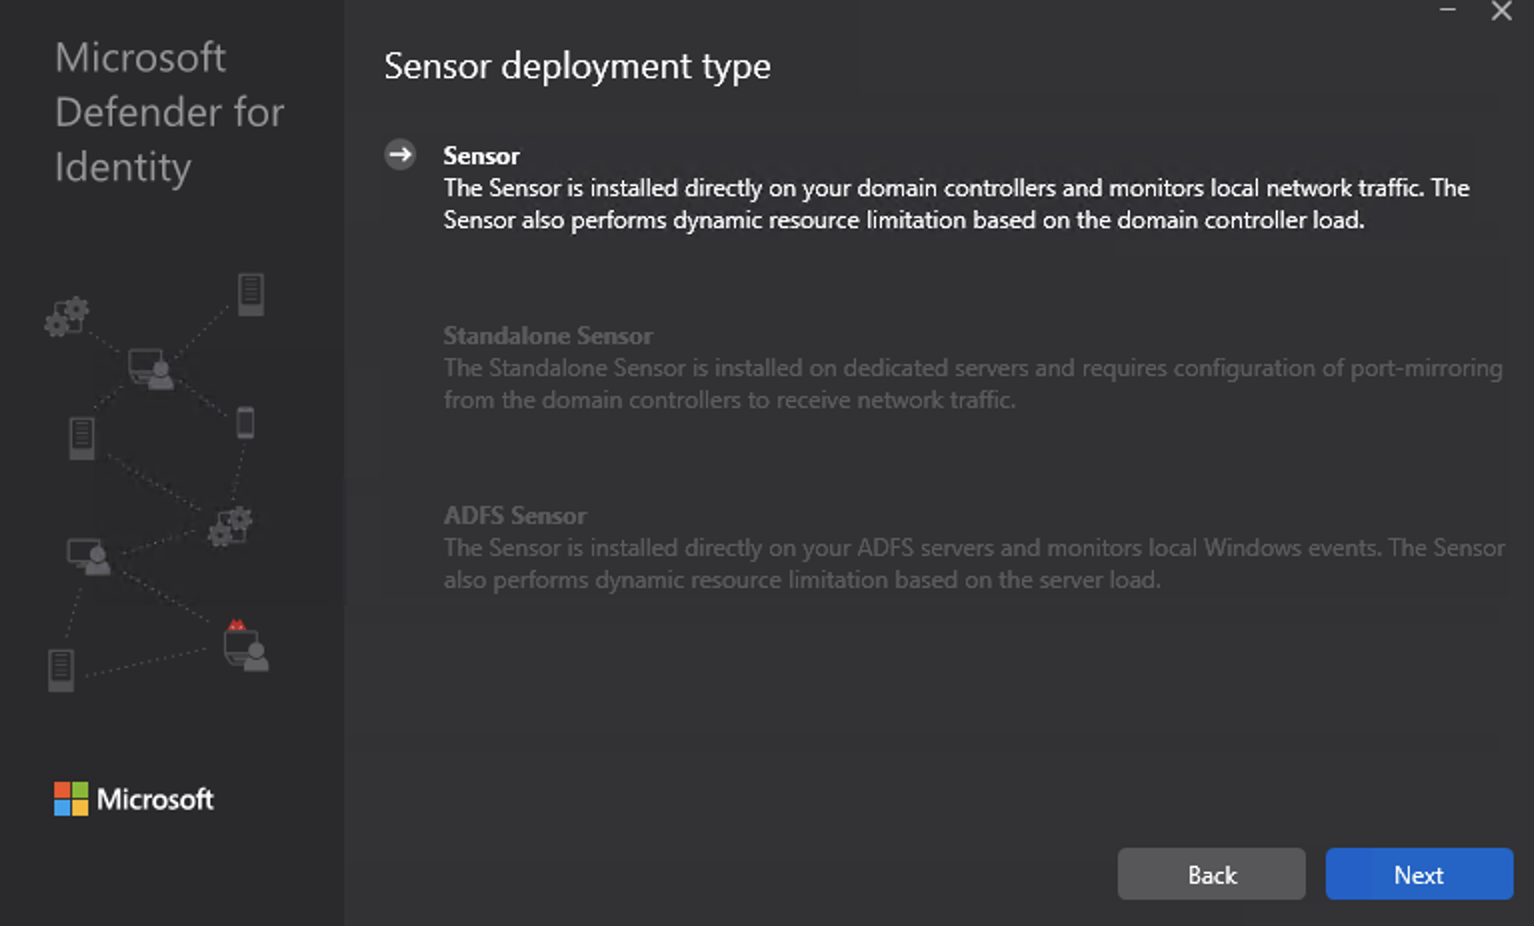 Microsoft
Defender for
Identity
Sensor deployment type
Sensor
The Sensor is installed directly on your domain controllers and monitors local network traffic. The
Sensor also performs dynamic resource limitation based on the domain controller load.
Standalone Sensor
The Standalone Sensor is installed on dedicated servers and requires configuration of port-mirroring
from the domain controllers to receive network traffic.
ADFS Sensor
The Sensor is installed directly on your ADFS servers and monitors local Windows events. The Sensor
also performs dynamic resource limitation based on the server load.
Microsoft
Back
Next